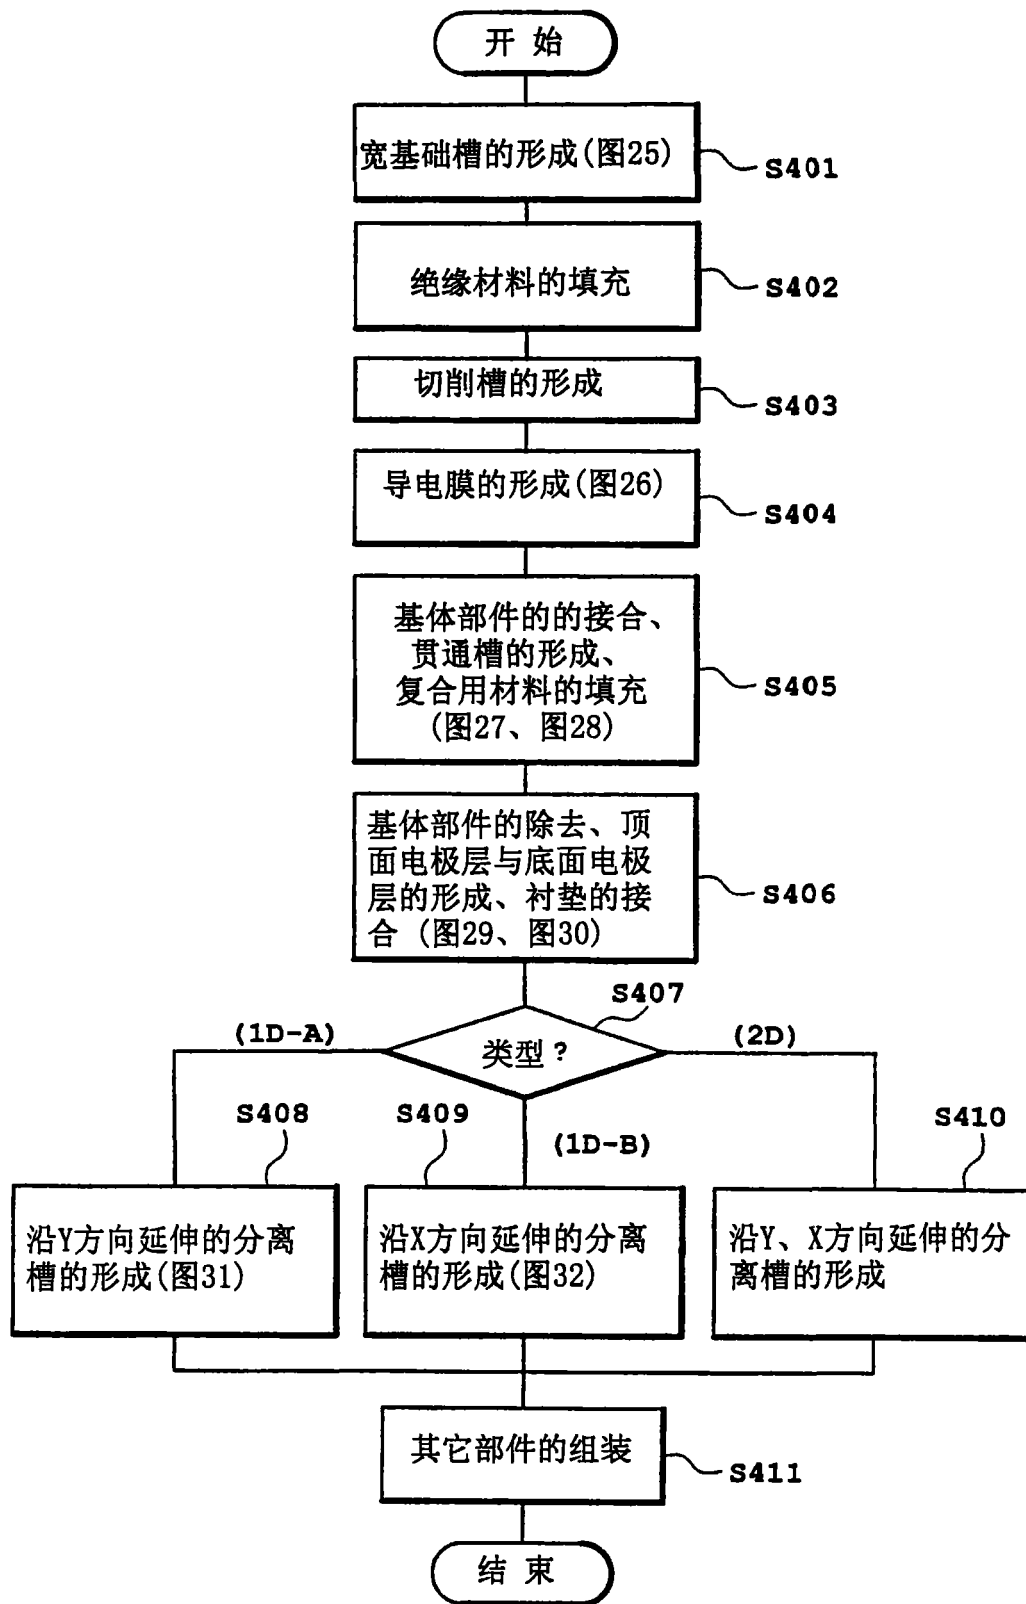 开 始
宽基础槽的形成(图25)
S401
绝缘材料的填充
S402
切削槽的形成
S403
导电膜的形成(图26)
S404
基体部件的的接合、
贯通槽的形成、
复合用材料的填充
(图27、图28)
S405
基体部件的除去、顶
面电极层与底面电极
层的形成、衬垫的接
合 (图29、图30)
S406
S407
类型?
(1D-A)
(1D-B)
(2D)
S408
沿Y方向延伸的分离
槽的形成(图31)
S409
沿X方向延伸的分离
槽的形成(图32)
S410
沿Y、X方向延伸的分
离槽的形成
其它部件的组装
S411
结 束